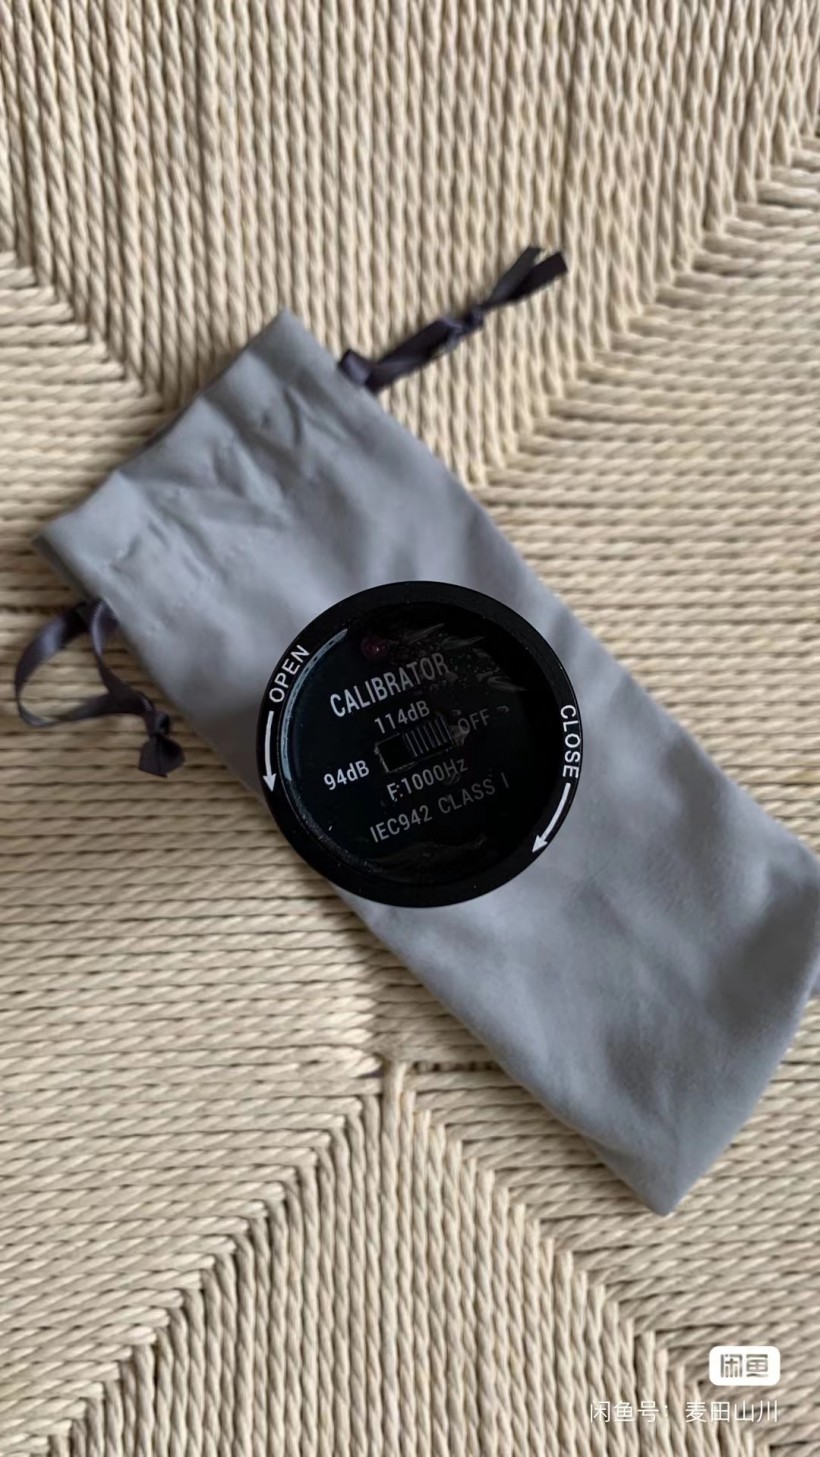 OPEN
CALIBRATOR
114dB
OFF
94dB
F:1000Hz
IEC942 CLASS I
CLOSE
闲鱼
闲鱼号：麦田山川